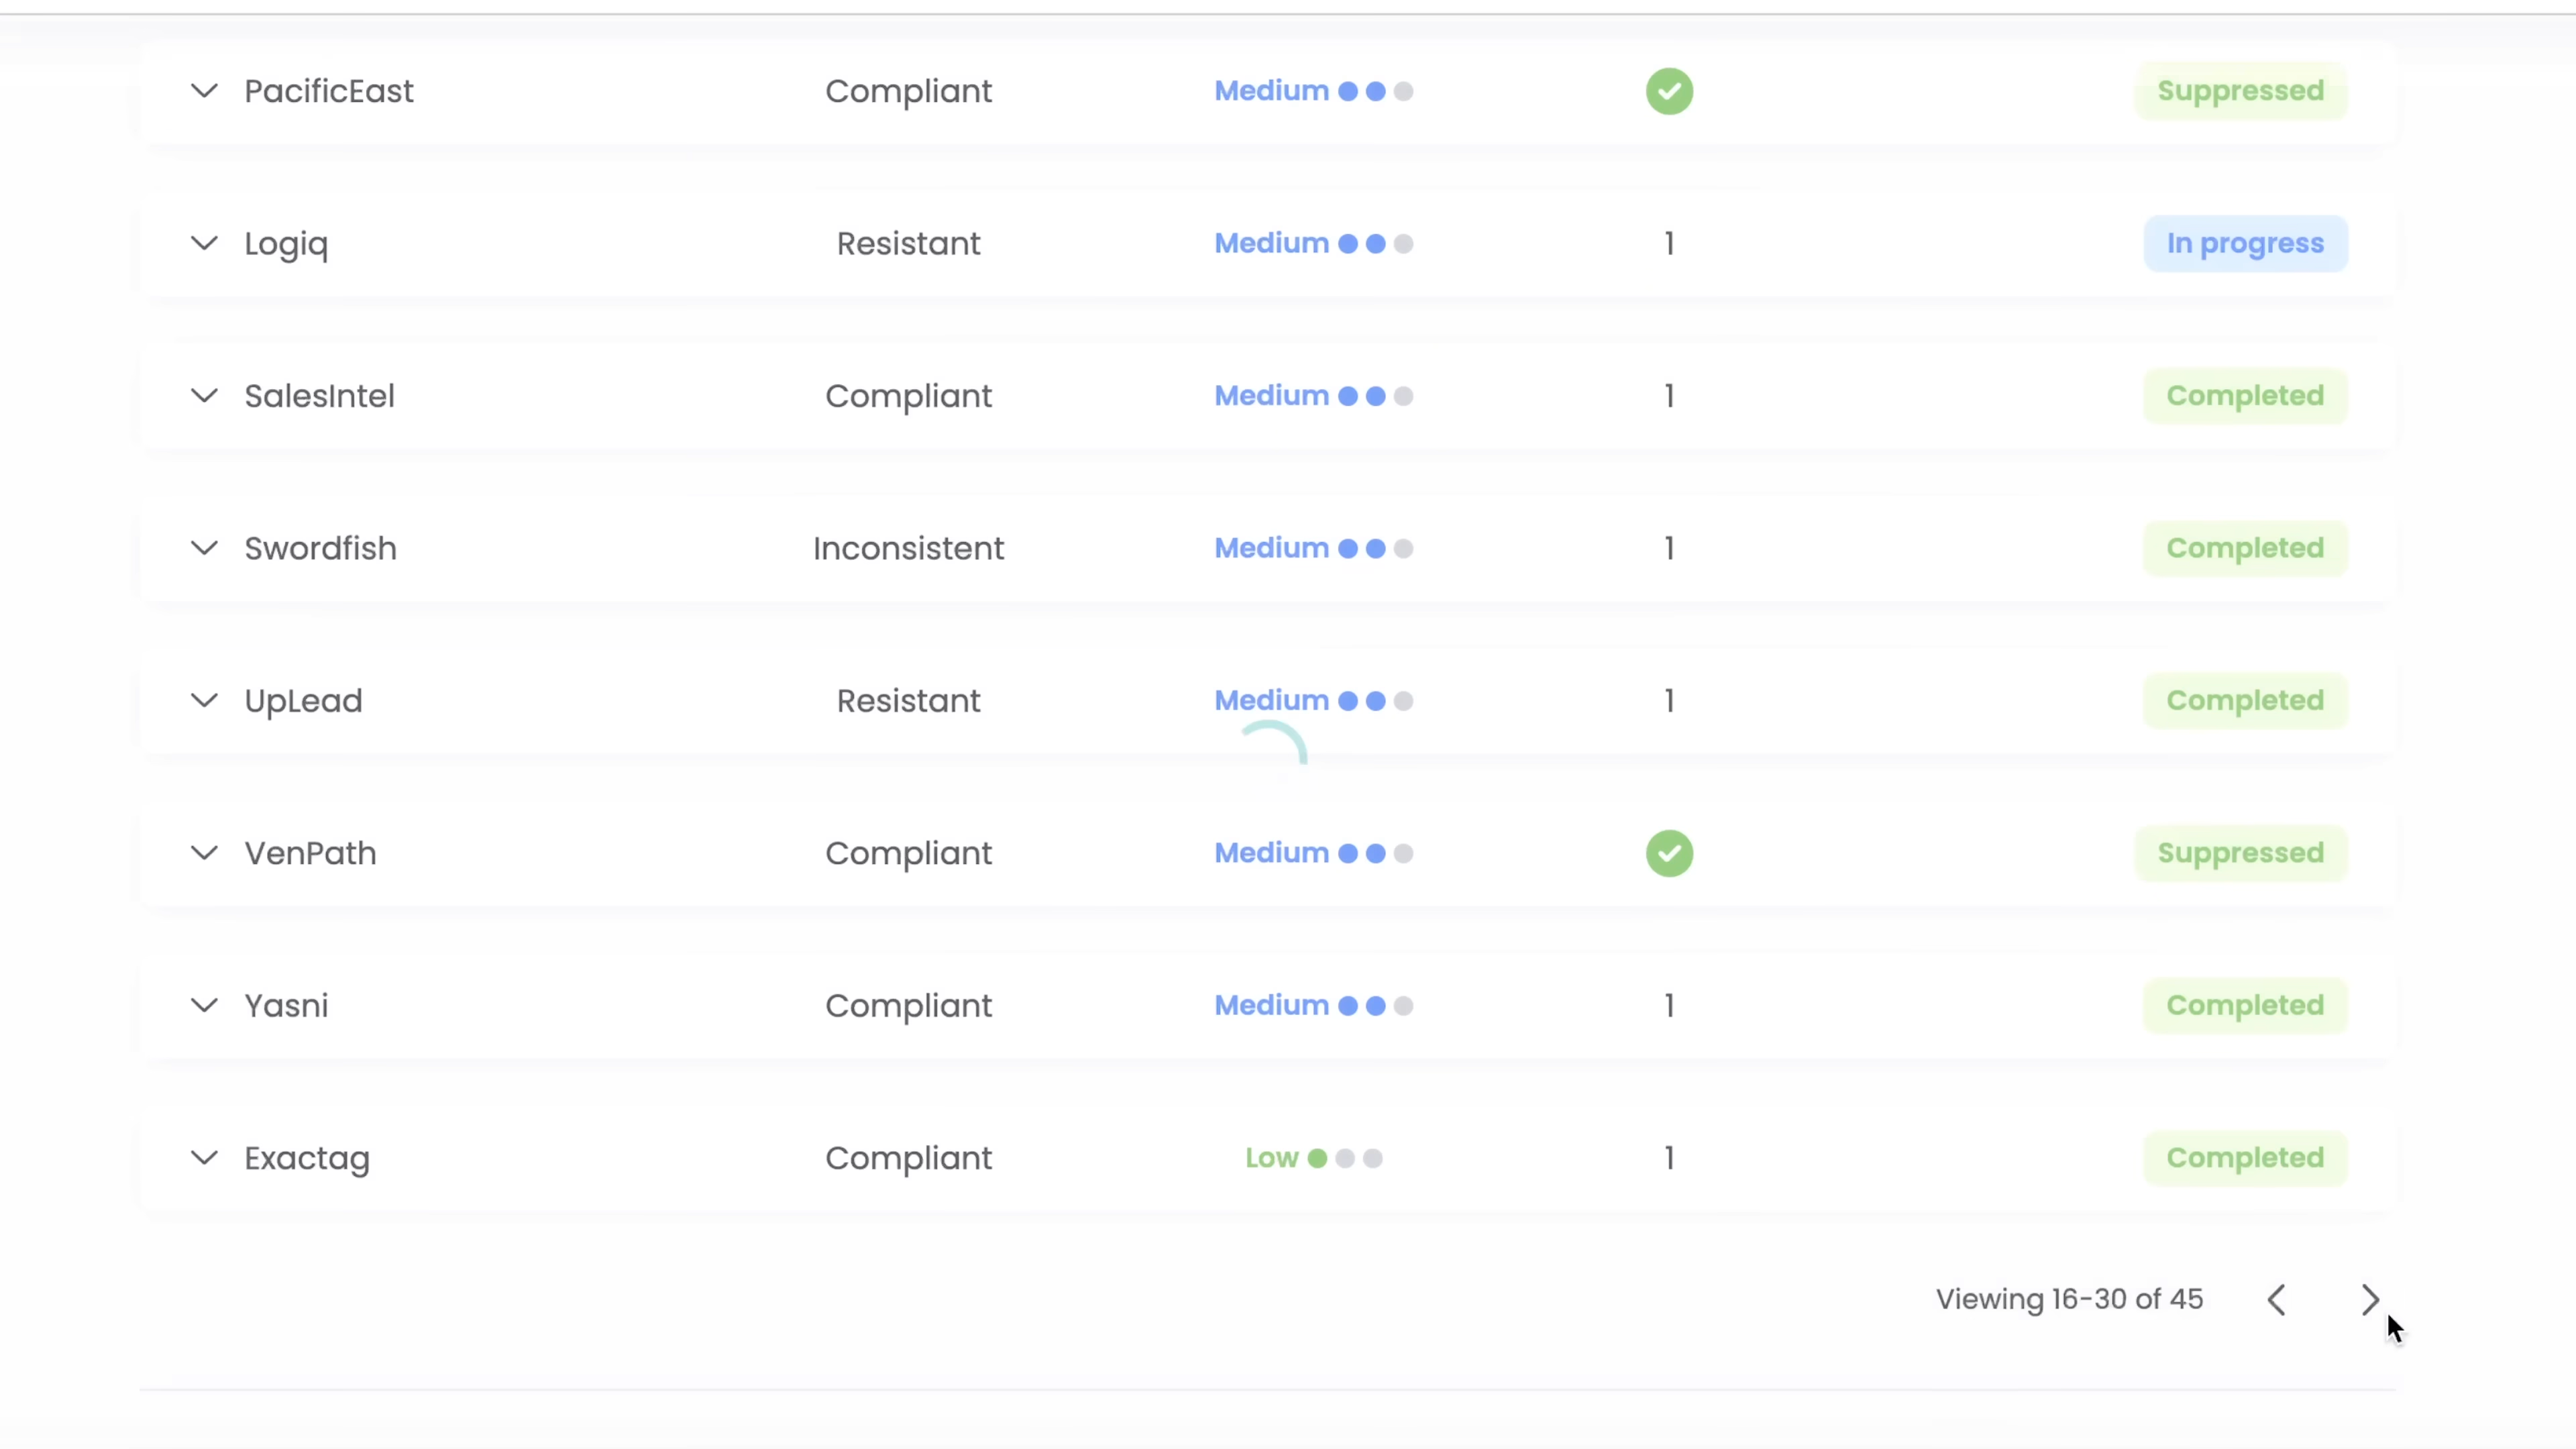 PacificEast Compliant Medium Suppressed
Logiq Resistant Medium 1 In progress
SalesIntel Compliant Medium 1 Completed
Swordfish Inconsistent Medium 1 Completed
UpLead Resistant Medium 1 Completed
VenPath Compliant Medium Suppressed
Yasni Compliant Medium 1 Completed
Exactag Compliant Low 1 Completed
Viewing 16-30 of 45